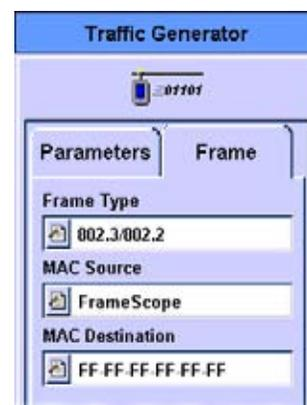 Traffic Generator
01101
Parameters Frame
Frame Type
802.3/802.2
MAC Source
FrameScope
MAC Destination
FF-FF-FF-FF-FF-FF